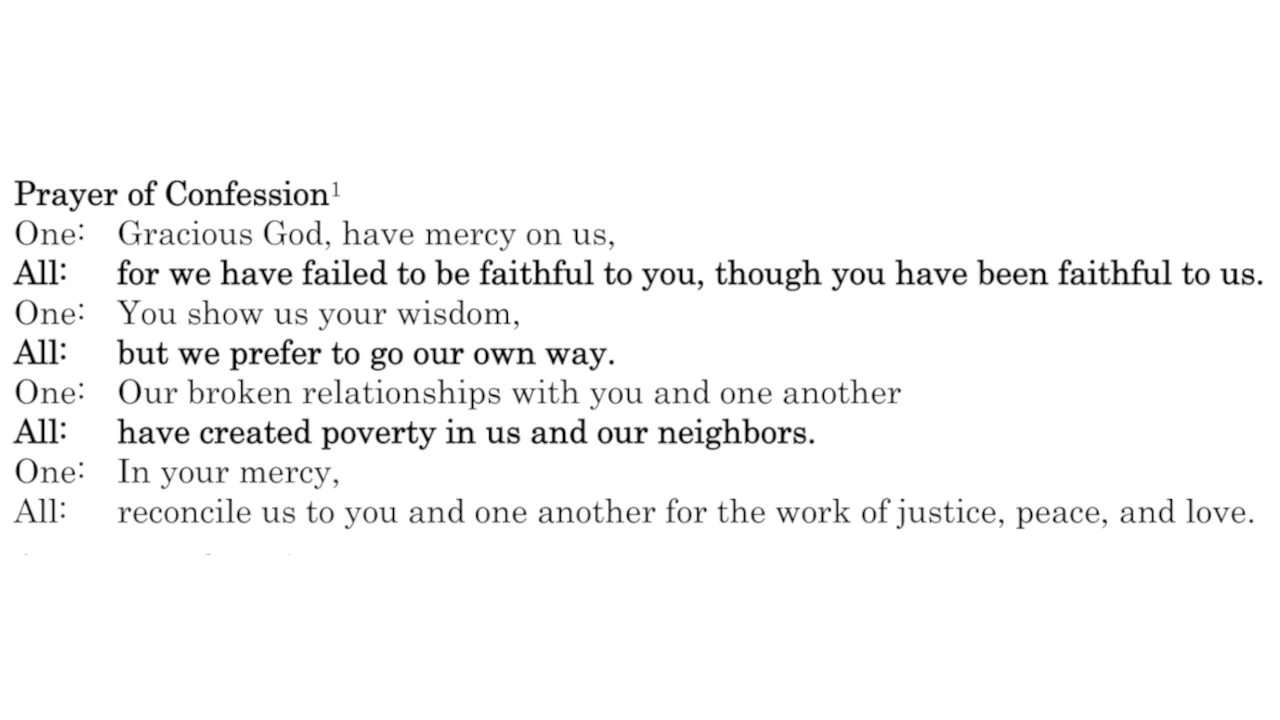 Prayer of Confession¹
One: Gracious God, have mercy on us,
All: for we have failed to be faithful to you, though you have been faithful to us.
One: You show us your wisdom,
All: but we prefer to go our own way.
One: Our broken relationships with you and one another
All: have created poverty in us and our neighbors.
One: In your mercy,
All: reconcile us to you and one another for the work of justice, peace, and love.